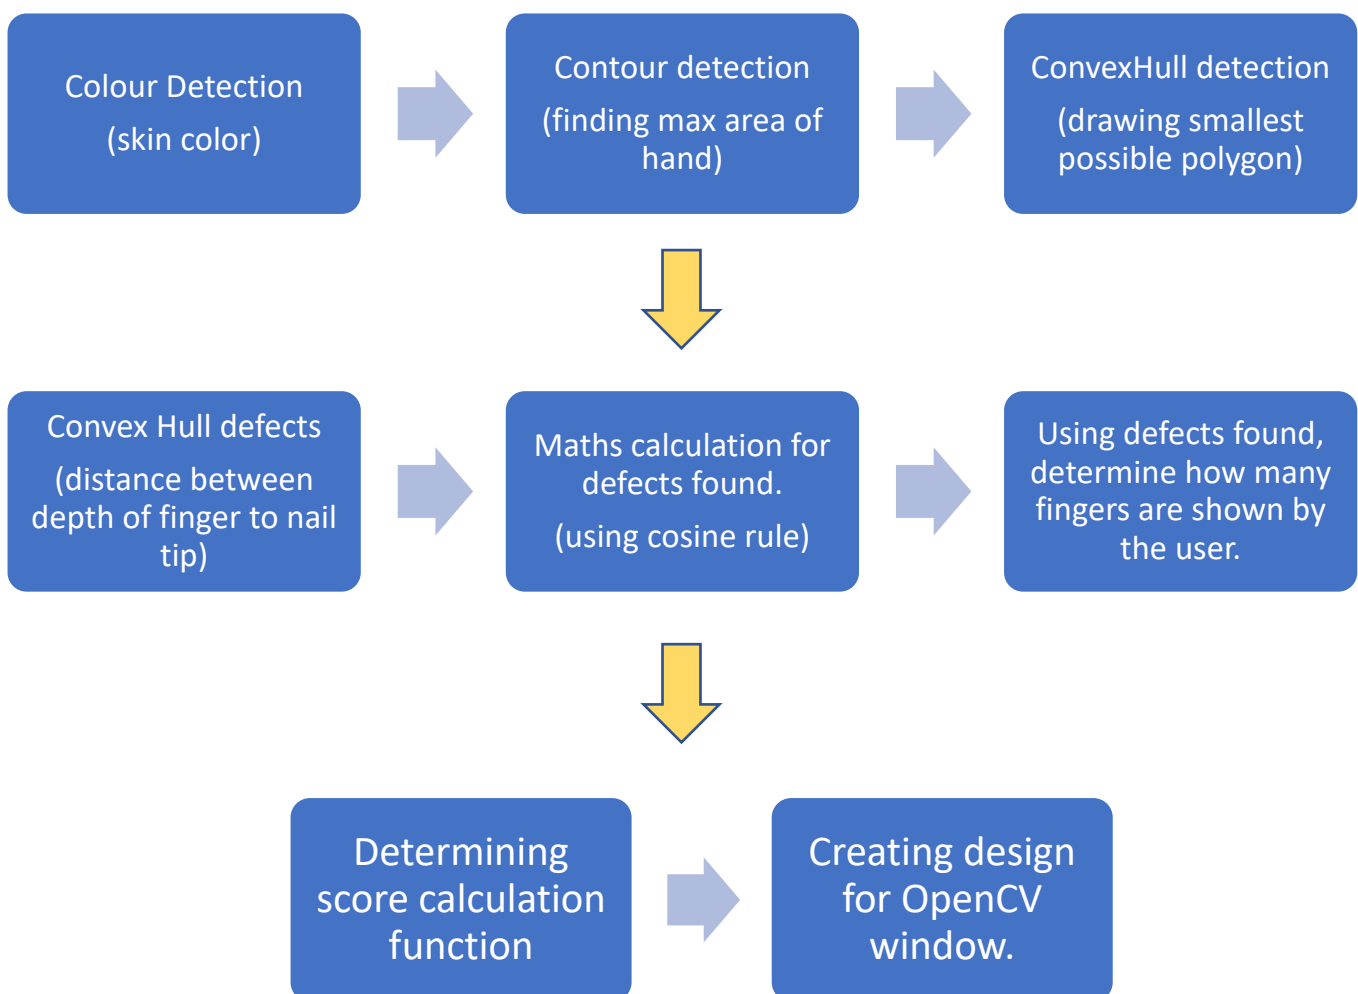 Colour Detection
(skin color)
Contour detection
(finding max area of
hand)
ConvexHull detection
(drawing smallest
possible polygon)
Convex Hull defects
(distance between
depth of finger to nail
tip)
Maths calculation for
defects found.
(using cosine rule)
Using defects found,
determine how many
fingers are shown by
the user.
Determining
score calculation
function
Creating design
for OpenCV
window.